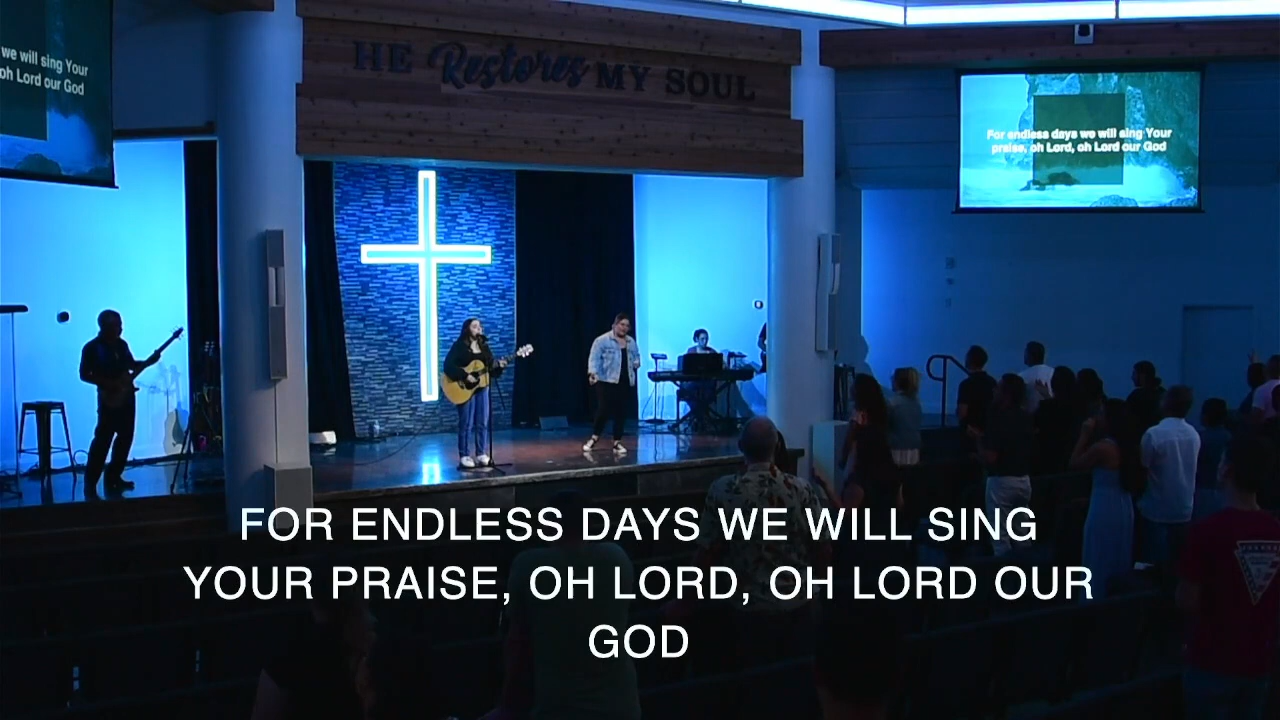 we will sing Your
oh Lord our God
HE Restores MY SOUL
For endless days we will sing Your
praise, oh Lord, oh Lord our God
FOR ENDLESS DAYS WE WILL SING
YOUR PRAISE, OH LORD, OH LORD OUR
GOD